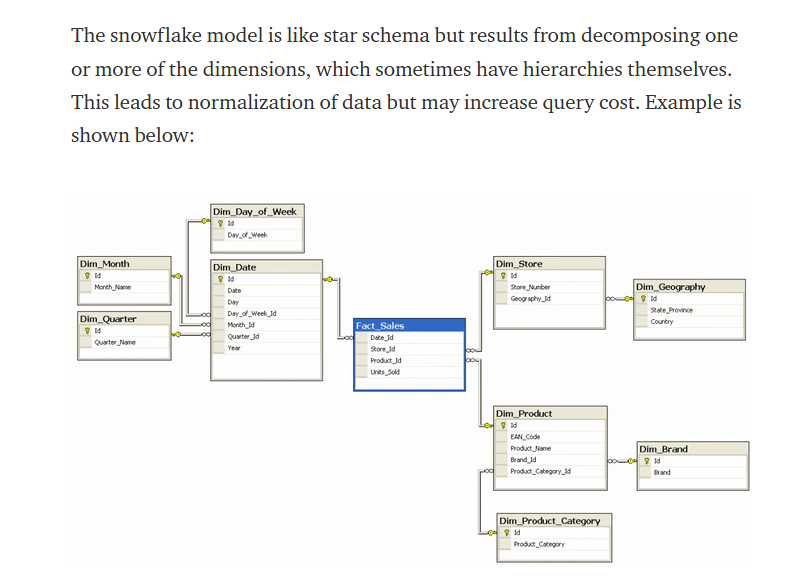 The snowflake model is like star schema but results from decomposing one
or more of the dimensions, which sometimes have hierarchies themselves.
This leads to normalization of data but may increase query cost. Example is
shown below:
Dim_Day_of_Week
Id
Day_of_Week
Dim_Month
Id
Month_Name
Dim_Quarter
Id
Quarter_Name
Dim_Date
Id
Date
Day
Day_of_Week_Id
Month_Id
Quarter_Id
Year
Fact_Sales
Date_Id
Store_Id
Product_Id
Units_Sold
Dim_Store
Id
Store_Number
Geography_Id
Dim_Geography
Id
State_Province
Country
Dim_Product
Id
EAN_Code
Product_Name
Brand_Id
Product_Category_Id
Dim_Brand
Id
Brand
Dim_Product_Category
Id
Product_Category